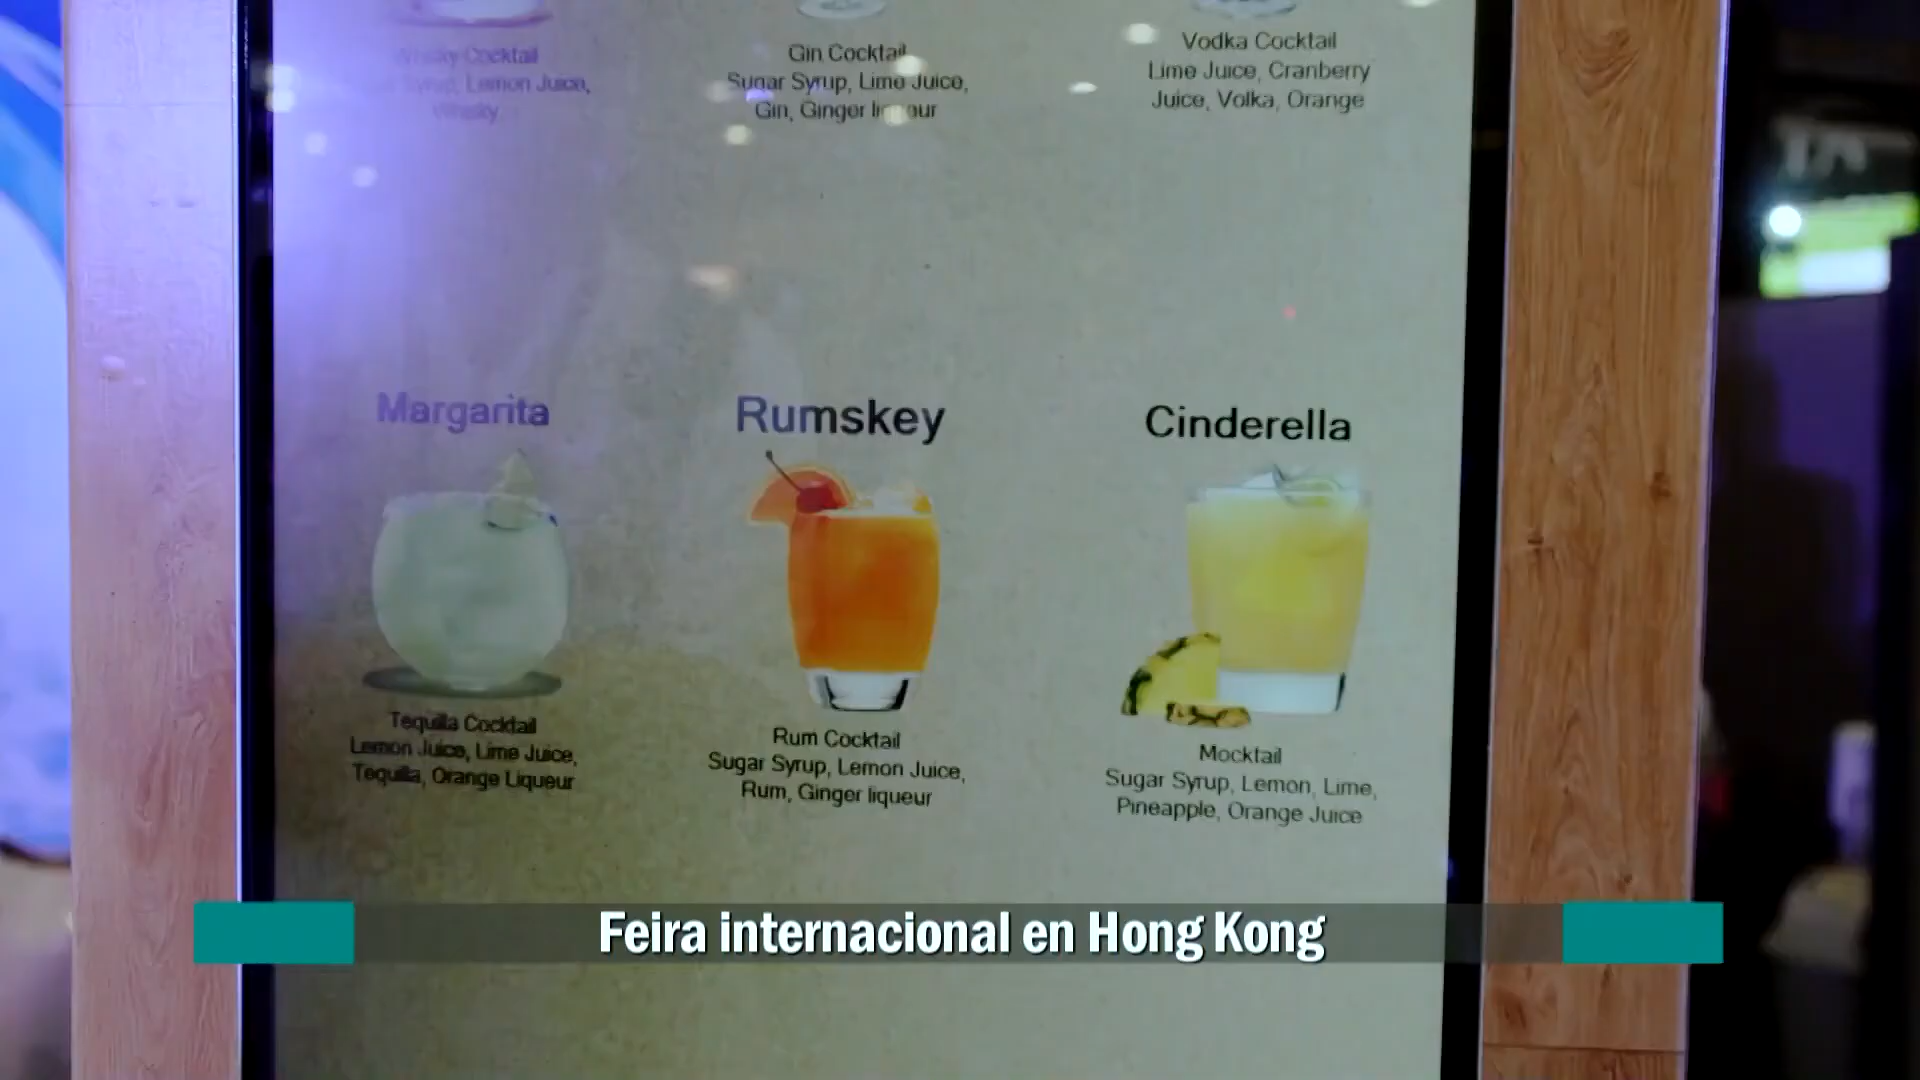 Whisky Cocktail
Syrup, Lemon Juice,
Whisky
Gin Cocktail
Sugar Syrup, Lime Juice,
Gin, Ginger liqueur
Vodka Cocktail
Lime Juice, Cranberry
Juice, Volka, Orange
Margarita
Tequilla Cocktail
Lemon Juice, Lime Juice,
Tequilla, Orange Liqueur
Rumskey
Rum Cocktail
Sugar Syrup, Lemon Juice,
Rum, Ginger liqueur
Cinderella
Mocktail
Sugar Syrup, Lemon, Lime,
Pineapple, Orange Juice
Feira internacional en Hong Kong